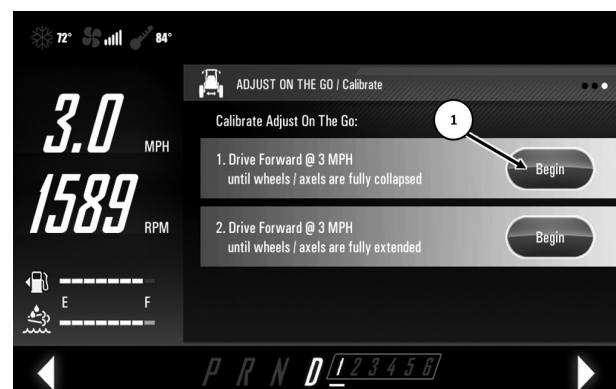 72° 84°
ADJUST ON THE GO / Calibrate
3.0 MPH
Calibrate Adjust On The Go:
1
1. Drive Forward @ 3 MPH
until wheels / axels are fully collapsed
Begin
1589 RPM
2. Drive Forward @ 3 MPH
until wheels / axels are fully extended
Begin
E F
P R N D 1 2 3 4 5 6